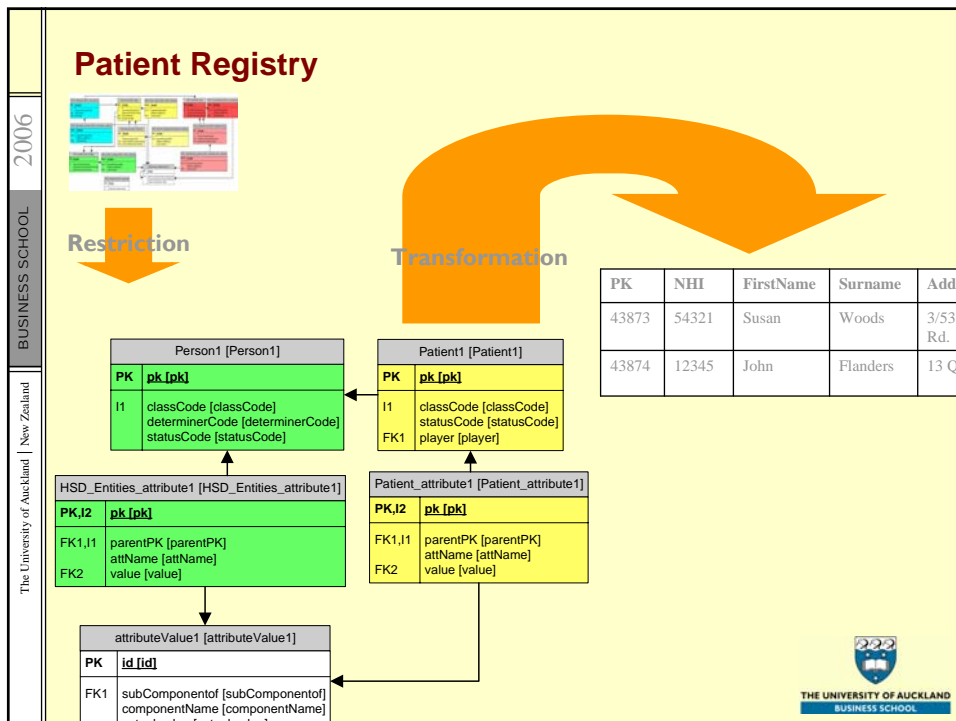 Patient Registry
2006
BUSINESS SCHOOL
The University of Auckland | New Zealand
Restriction
Transformation
PK NHI FirstName Surname Add
43873 54321 Susan Woods 3/53
Rd.
43874 12345 John Flanders 13 Q
Person1 [Person1]
PK pk [pk]
I1 classCode [classCode]
determinerCode [determinerCode]
statusCode [statusCode]
Patient1 [Patient1]
PK pk [pk]
I1 classCode [classCode]
statusCode [statusCode]
FK1 player [player]
HSD_Entities_attribute1 [HSD_Entities_attribute1]
PK,I2 pk [pk]
FK1,I1 parentPK [parentPK]
attName [attName]
FK2 value [value]
Patient_attribute1 [Patient_attribute1]
PK,I2 pk [pk]
FK1,I1 parentPK [parentPK]
attName [attName]
FK2 value [value]
attributeValue1 [attributeValue1]
PK id [id]
FK1 subComponentof [subComponentof]
componentName [componentName]
THE UNIVERSITY OF AUCKLAND
BUSINESS SCHOOL